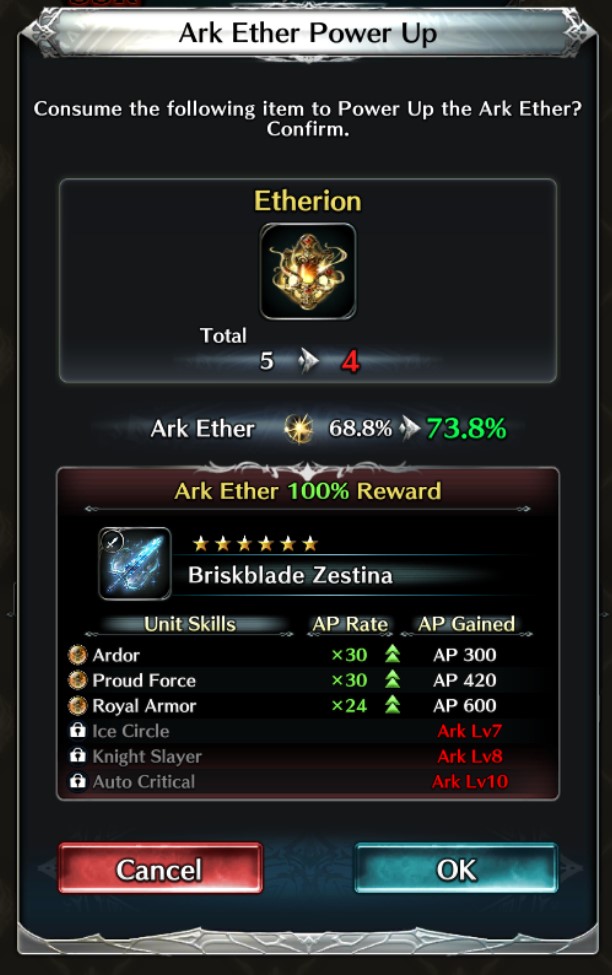 Ark Ether Power Up
Consume the following item to Power Up the Ark Ether?
Confirm.
Etherion
Total
5 4
Ark Ether 68.8% 73.8%
Ark Ether 100% Reward
Briskblade Zestina
Unit Skills AP Rate AP Gained
Ardor ×30 AP 300
Proud Force ×30 AP 420
Royal Armor ×24 AP 600
Ice Circle Ark Lv7
Knight Slayer Ark Lv8
Auto Critical Ark Lv10
Cancel OK